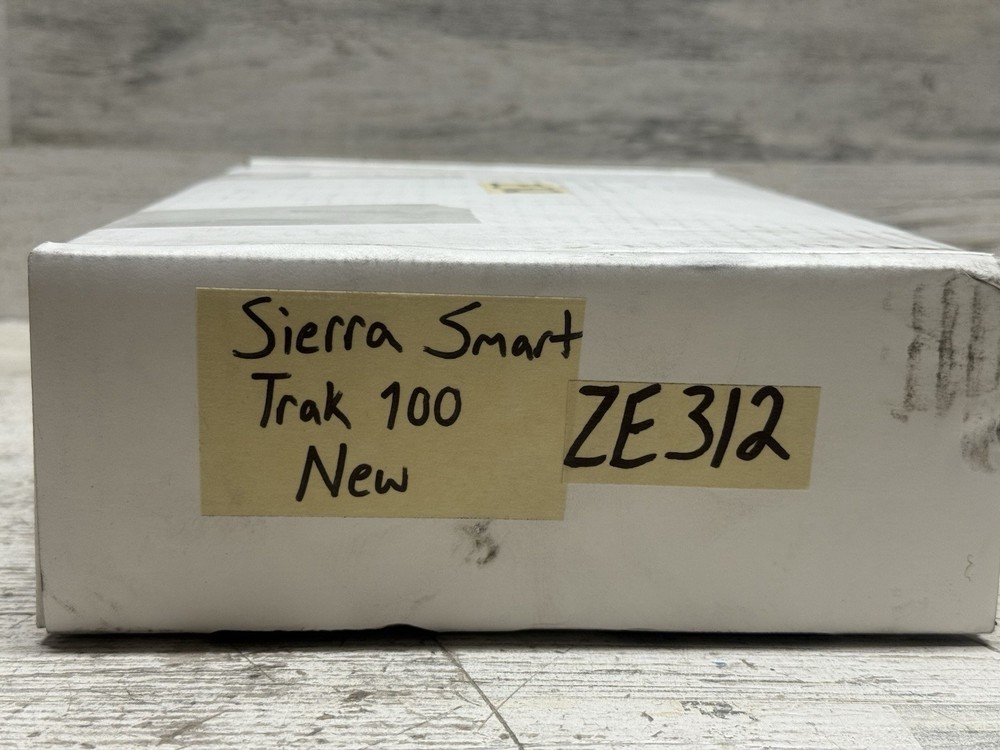 Sierra Smart
Trak 100
New
ZE312